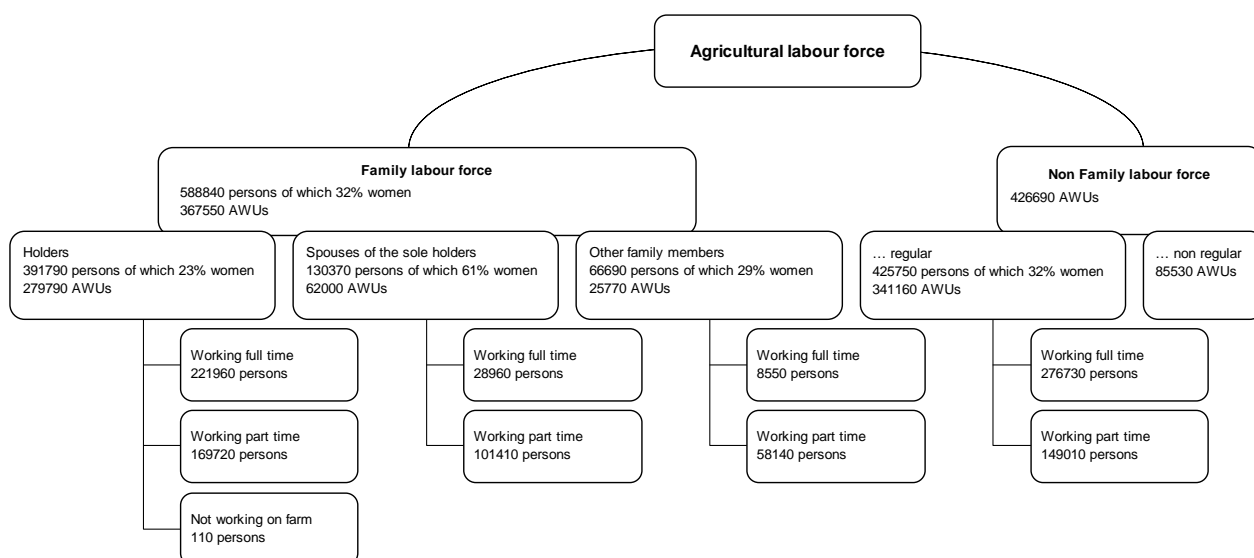 Agricultural labour force
Family labour force
588840 persons of which 32% women
367550 AWUs
Non Family labour force
426690 AWUs
Holders
391790 persons of which 23% women
279790 AWUs
Spouses of the sole holders
130370 persons of which 61% women
62000 AWUs
Other family members
66690 persons of which 29% women
25770 AWUs
... regular
425750 persons of which 32% women
341160 AWUs
... non regular
85530 AWUs
Working full time
221960 persons
Working full time
28960 persons
Working full time
8550 persons
Working full time
276730 persons
Working part time
169720 persons
Working part time
101410 persons
Working part time
58140 persons
Working part time
149010 persons
Not working on farm
110 persons